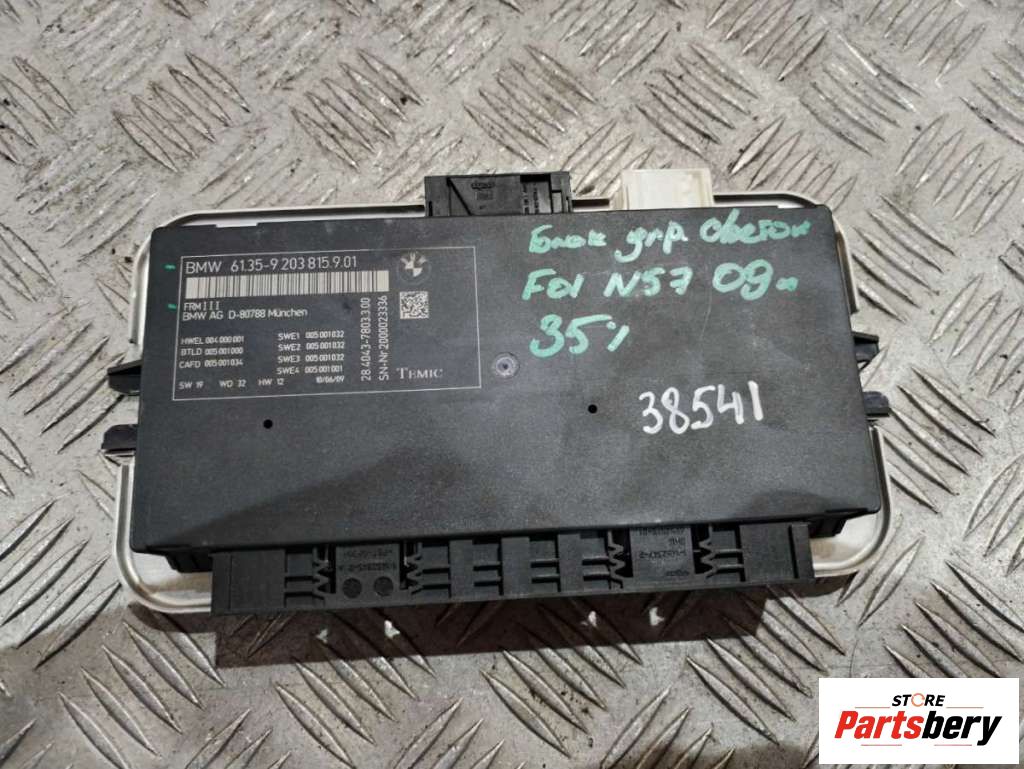 BMW 61.35-9 203 815.9.01
FRM III
BMW AG D-80788 München
HWEL 004.000.001
BTLD 005 001 000
CAFD 005 001 034
SWE1 005 001 032
SWE2 005 001 032
SWE3 005 001 032
SWE4 005 001 001
SW 19 WD 32 HW 12 10/06/09
28.4043-7803.3.00
SN-Nr 2000023336
TEMIC
Блок упр. светом
F01 N57 09
35%
38541
STORE
Partsbery